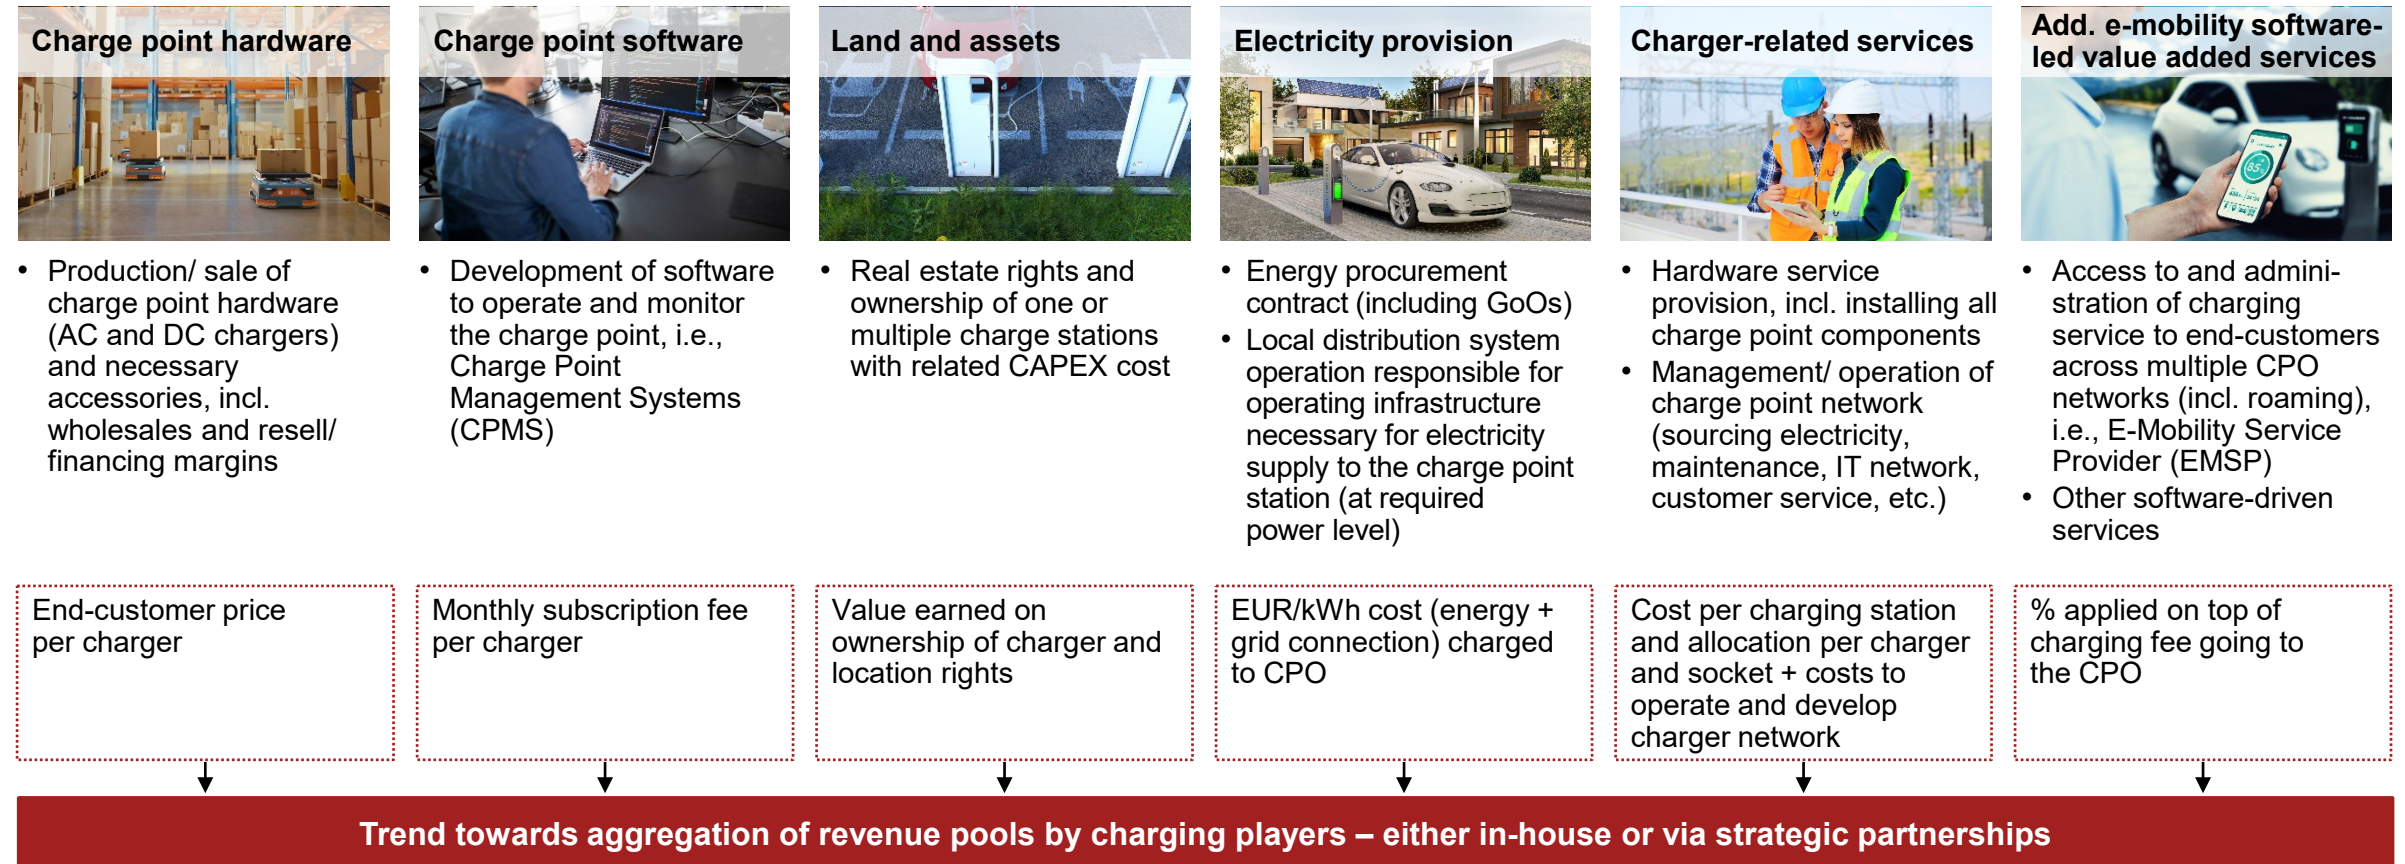 Charge point hardware
• Production/ sale of
charge point hardware
(AC and DC chargers)
and necessary
accessories, incl.
wholesales and resell/
financing margins
End-customer price
per charger
Charge point software
• Development of software
to operate and monitor
the charge point, i.e.,
Charge Point
Management Systems
(CPMS)
Monthly subscription fee
per charger
Land and assets
• Real estate rights and
ownership of one or
multiple charge stations
with related CAPEX cost
Value earned on
ownership of charger and
location rights
Electricity provision
• Energy procurement
contract (including GoOs)
• Local distribution system
operation responsible for
operating infrastructure
necessary for electricity
supply to the charge point
station (at required
power level)
EUR/kWh cost (energy +
grid connection) charged
to CPO
Charger-related services
• Hardware service
provision, incl. installing all
charge point components
• Management/ operation of
charge point network
(sourcing electricity,
maintenance, IT network,
customer service, etc.)
Cost per charging station
and allocation per charger
and socket + costs to
operate and develop
charger network
Add. e-mobility software-
led value added services
85%
• Access to and admini-
stration of charging
service to end-customers
across multiple CPO
networks (incl. roaming),
i.e., E-Mobility Service
Provider (EMSP)
• Other software-driven
services
% applied on top of
charging fee going to
the CPO
Trend towards aggregation of revenue pools by charging players – either in-house or via strategic partnerships